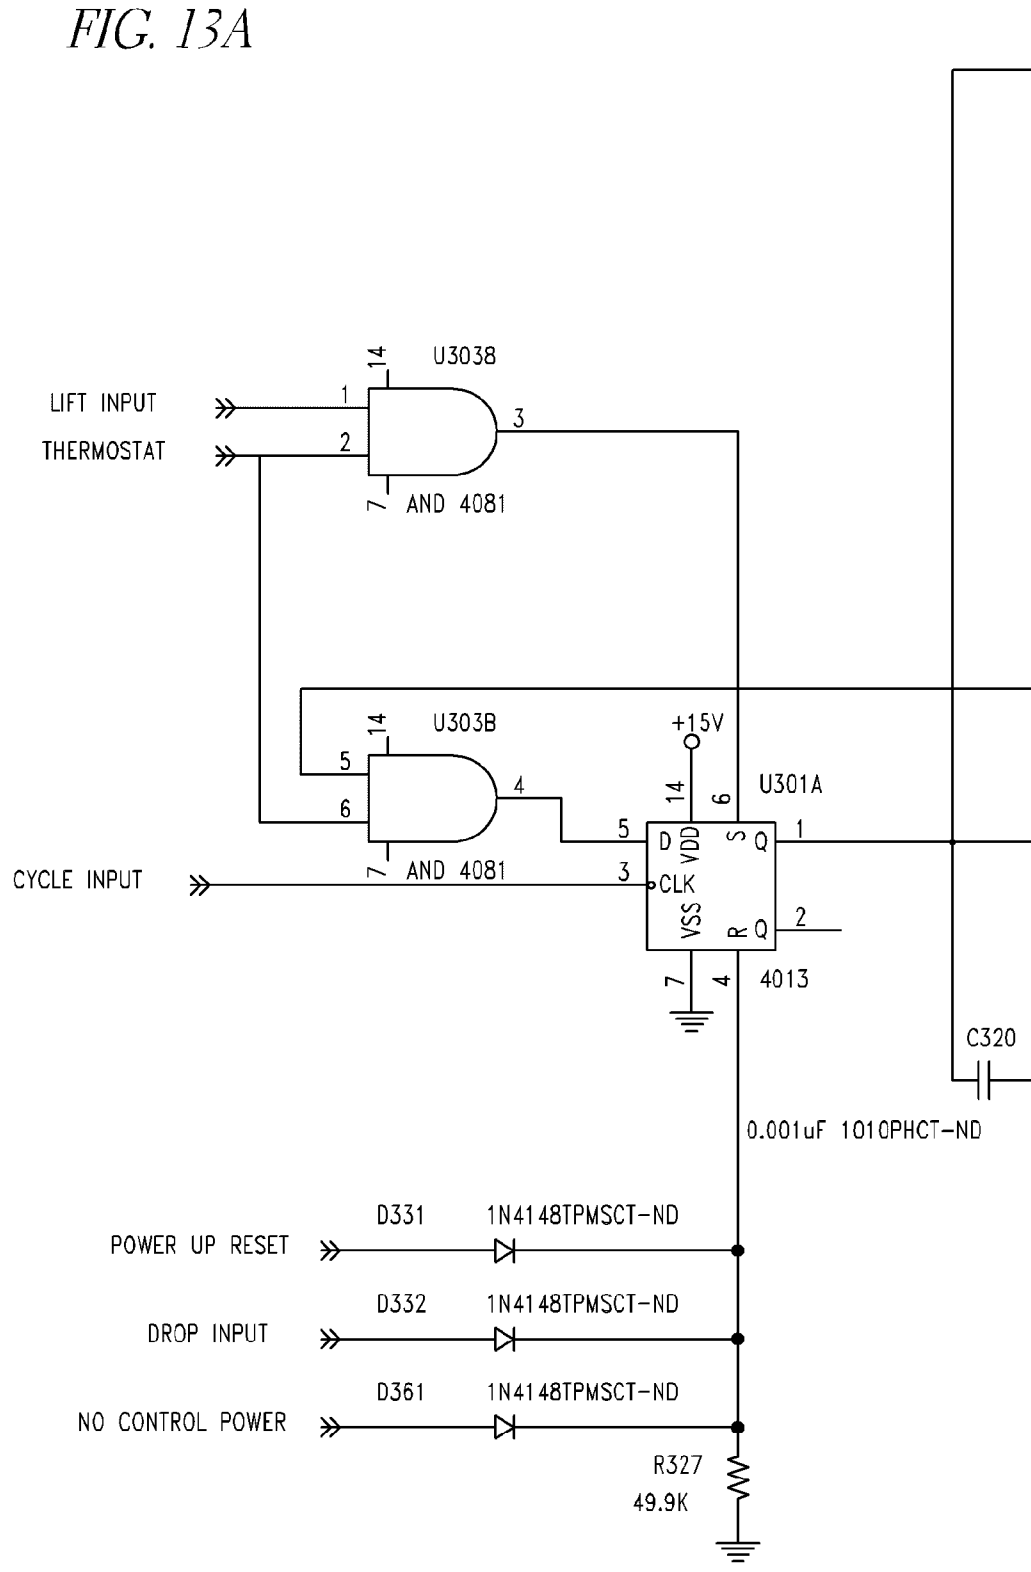 FIG. 13A
14
U3038
LIFT INPUT
1
3
THERMOSTAT
2
7
AND 4081
14
U303B
+15V
5
4
14
6
U301A
6
5
D
VDD
S
Q
1
CYCLE INPUT
7
AND 4081
3
CLK
VSS
R
Q
2
7
4
4013
C320
0.001uF 1010PHCT-ND
D331
1N4148TPMSCT-ND
POWER UP RESET
D332
1N4148TPMSCT-ND
DROP INPUT
D361
1N4148TPMSCT-ND
NO CONTROL POWER
R327
49.9K